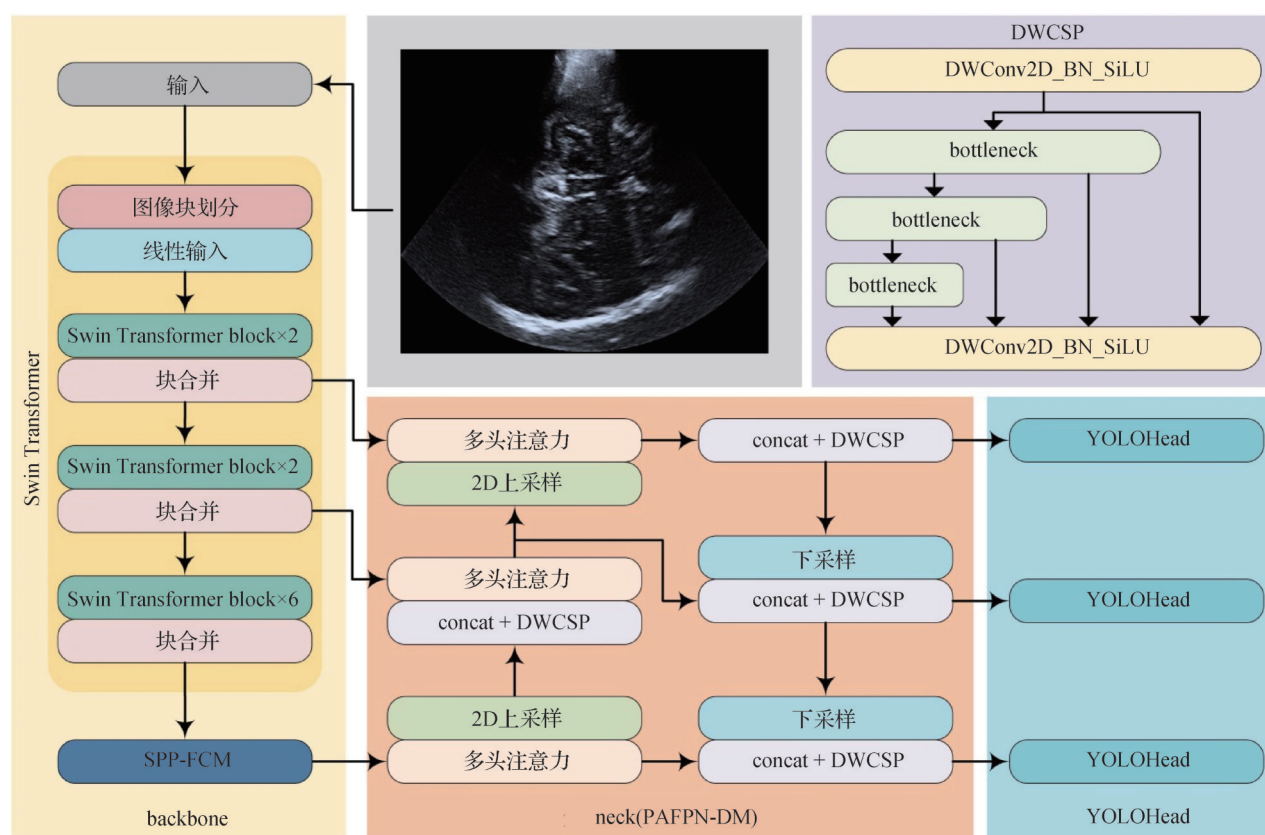 输入
Swin Transformer
图像块划分
线性输入
Swin Transformer block×2
块合并
Swin Transformer block×2
块合并
Swin Transformer block×6
块合并
SPP-FCM
backbone
DWCSP
DWConv2D_BN_SiLU
bottleneck
bottleneck
bottleneck
DWConv2D_BN_SiLU
多头注意力
2D上采样
多头注意力
concat + DWCSP
2D上采样
多头注意力
concat + DWCSP
下采样
concat + DWCSP
下采样
concat + DWCSP
neck(PAFPN-DM)
YOLOHead
YOLOHead
YOLOHead
YOLOHead